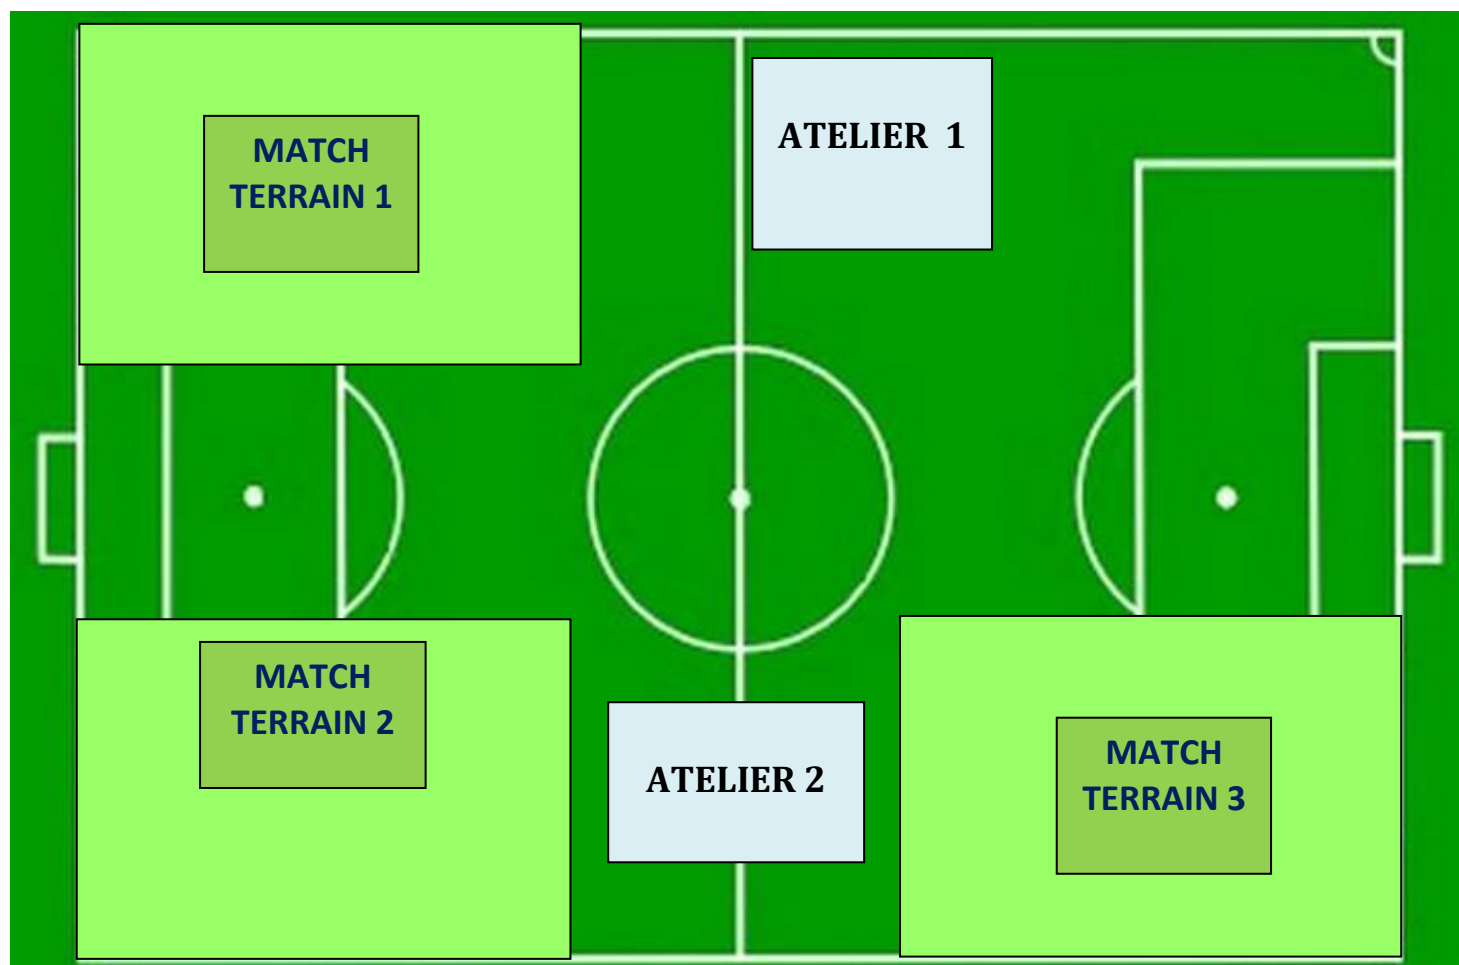 MATCH
TERRAIN 1
ATELIER  1
MATCH
TERRAIN 2
ATELIER 2
MATCH
TERRAIN 3